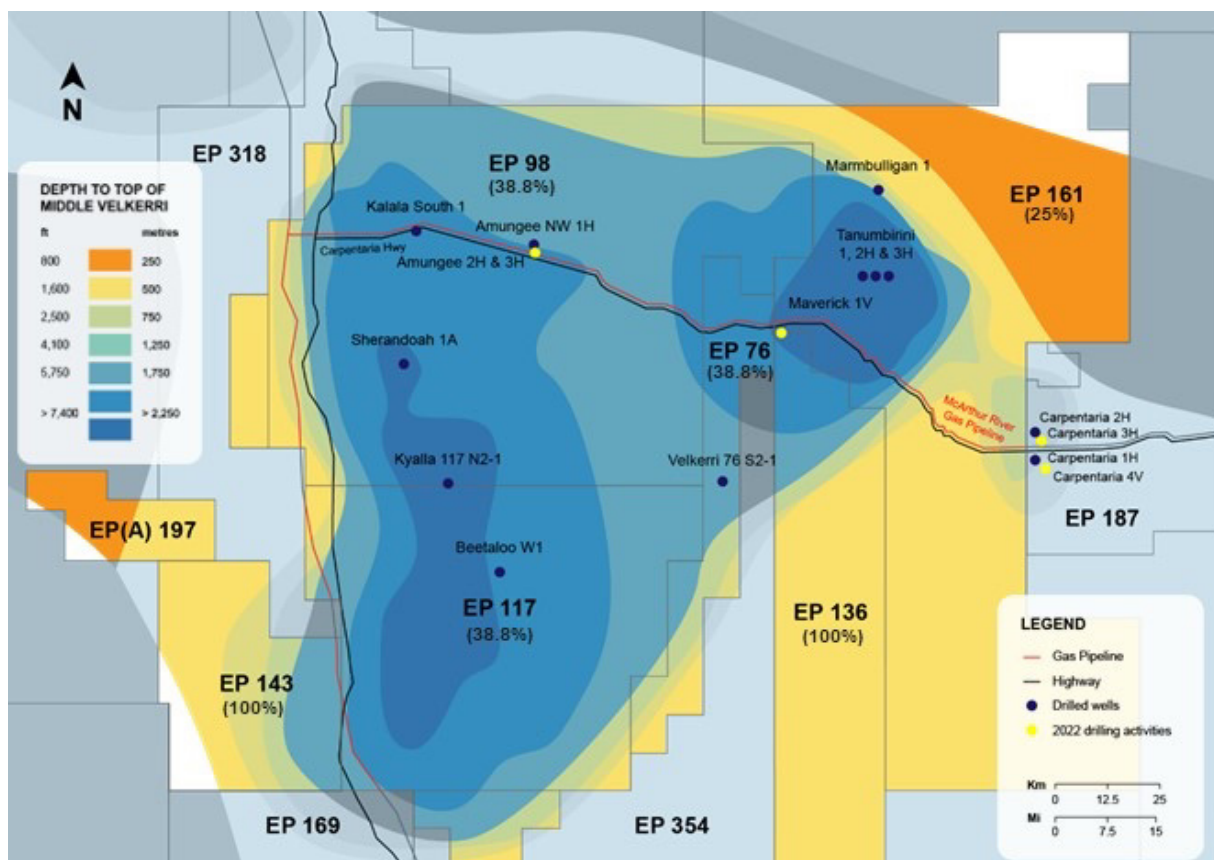 N
EP 318
DEPTH TO TOP OF
MIDDLE VELKERRI
ft metres
800 250
1,600 500
2,500 750
4,100 1,250
5,750 1,750
> 7,400 > 2,250
EP 98
(38.8%)
Kalala South 1
Carpentaria Hwy
Amungee NW 1H
Amungee 2H & 3H
Marmbulligan 1
EP 161
(25%)
Tanumbirini
1, 2H & 3H
Maverick 1V
Sherandoah 1A
EP 76
(38.8%)
McArthur River
Gas Pipeline
Carpentaria 2H
Carpentaria 3H
Carpentaria 1H
Carpentaria 4V
Kyalla 117 N2-1
Velkerri 76 S2-1
EP 187
EP(A) 197
Beetaloo W1
EP 117
(38.8%)
EP 136
(100%)
EP 143
(100%)
EP 169
EP 354
LEGEND
Gas Pipeline
Highway
Drilled wells
2022 drilling activities
Km
0 12.5 25
Mi
0 7.5 15